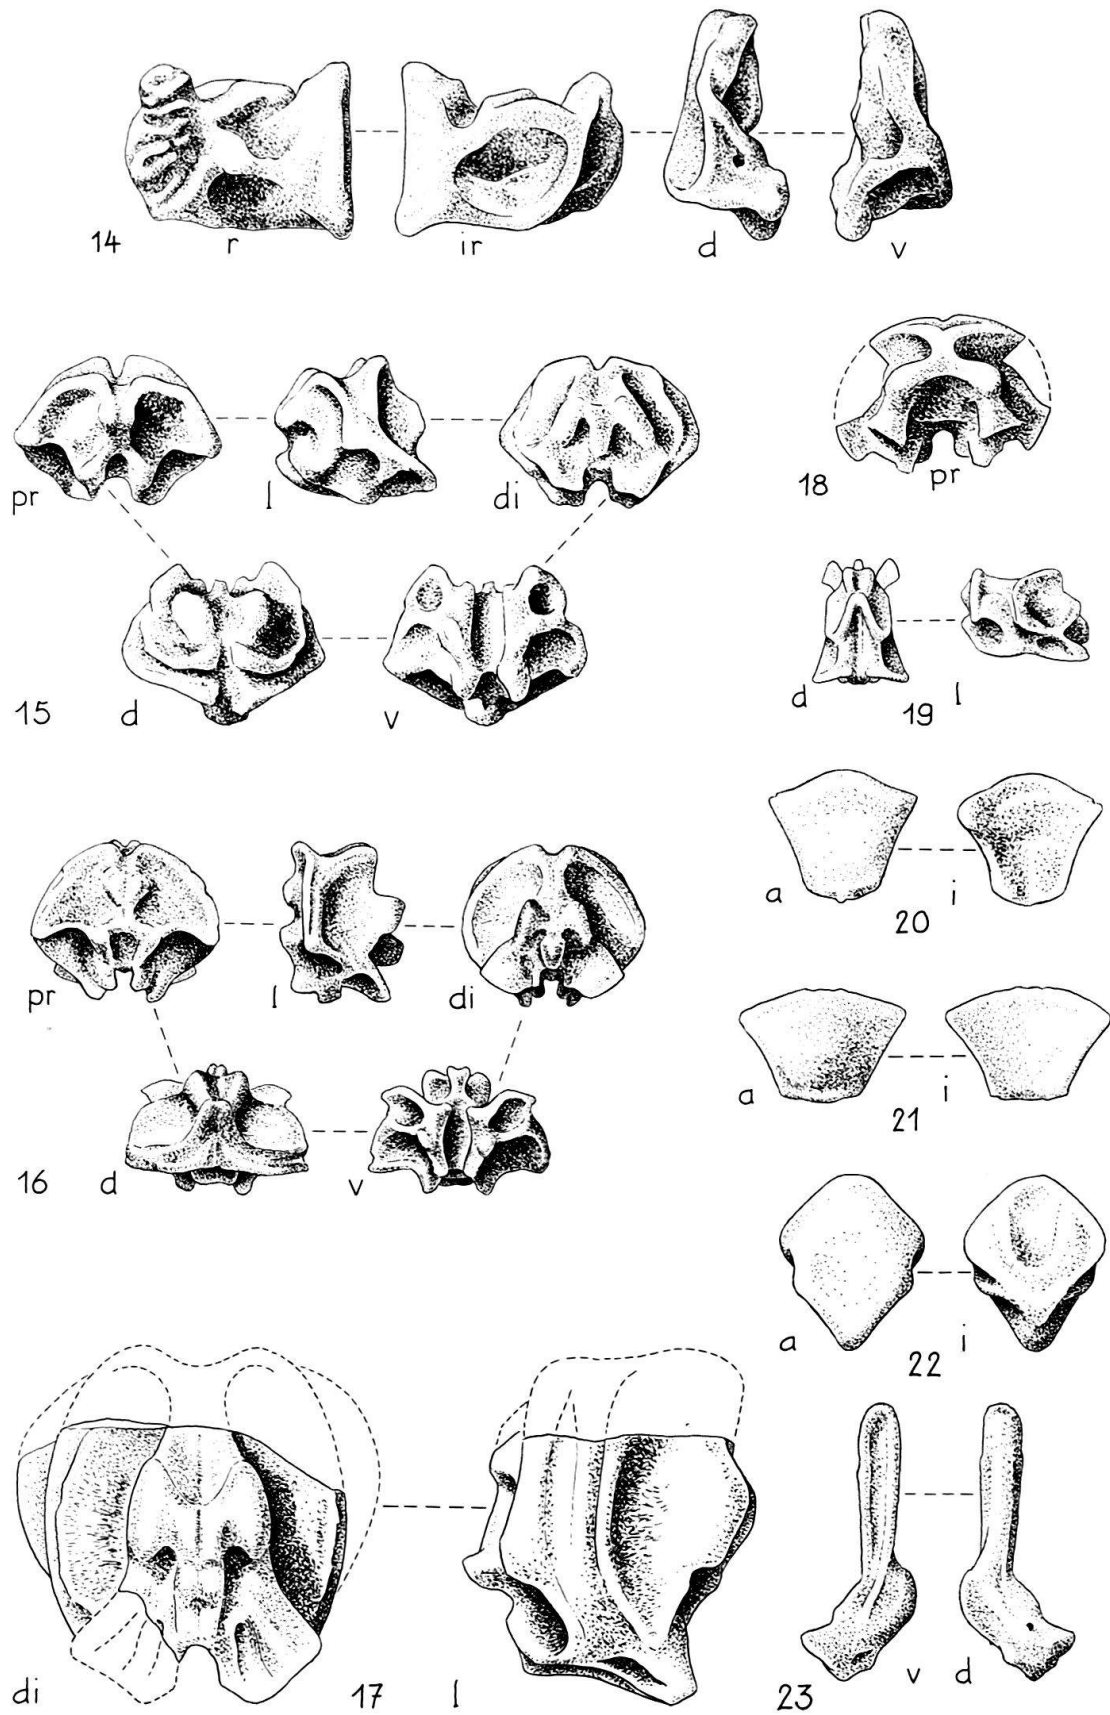 14 r ir d v
pr l di
18 pr
15 d v
d 19 l
a 20 i
pr l di
a 21 i
16 d v
a 22 i
di 17 l
23 v d